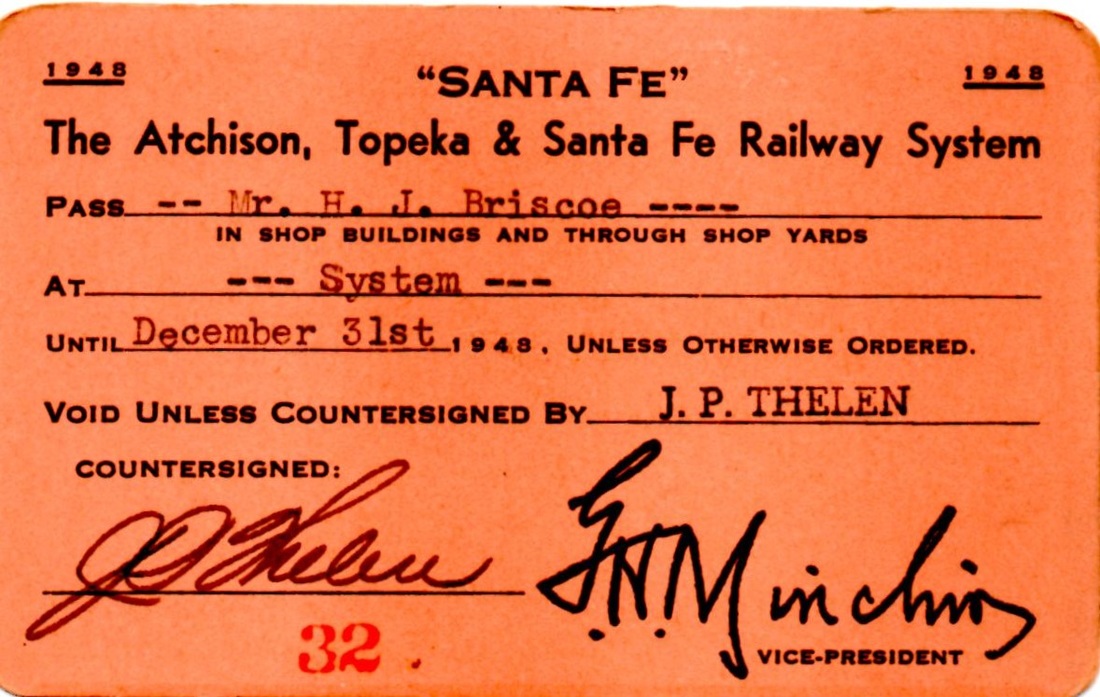 1948 "SANTA FE" 1948
The Atchison, Topeka & Santa Fe Railway System
PASS -- Mr. H. J. Briscoe ----
IN SHOP BUILDINGS AND THROUGH SHOP YARDS
AT --- System ---
UNTIL December 31st 1948, UNLESS OTHERWISE ORDERED.
VOID UNLESS COUNTERSIGNED BY J. P. THELEN
COUNTERSIGNED:
J P Thelen G.H. Minchin
32.
VICE-PRESIDENT